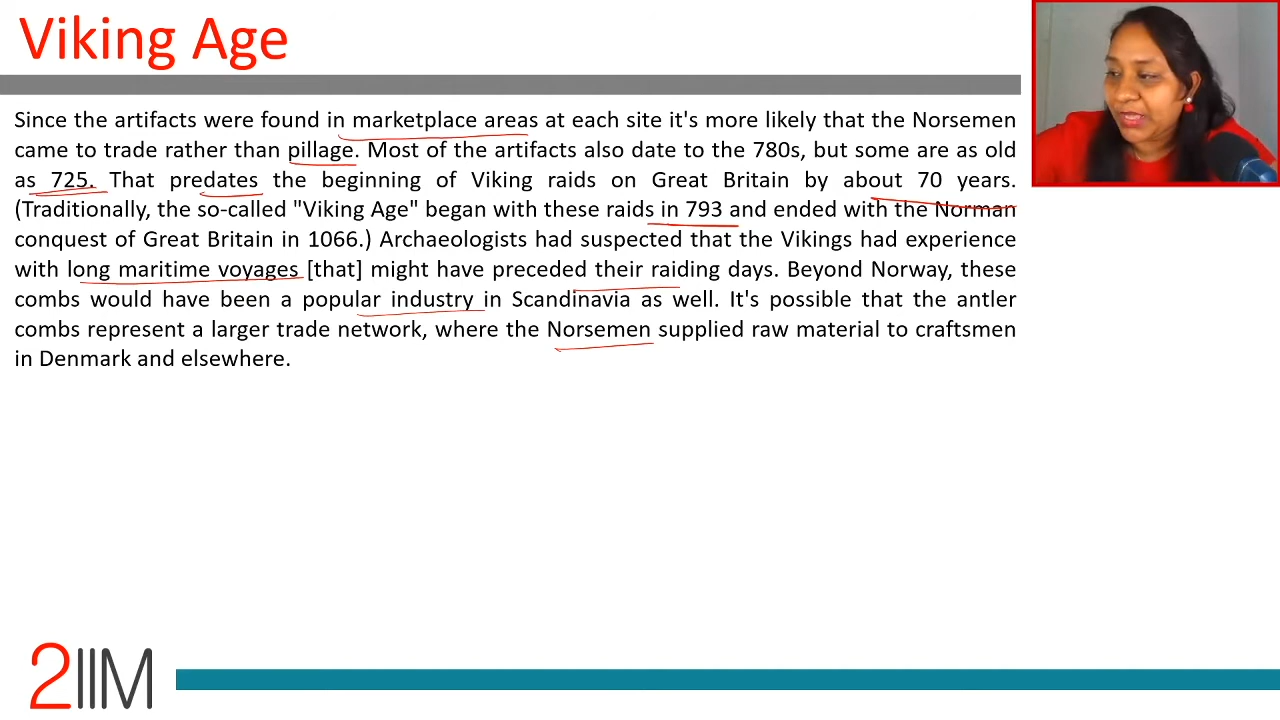 Viking Age
Since the artifacts were found in marketplace areas at each site it's more likely that the Norsemen
came to trade rather than pillage. Most of the artifacts also date to the 780s, but some are as old
as 725. That predates the beginning of Viking raids on Great Britain by about 70 years.
(Traditionally, the so-called "Viking Age" began with these raids in 793 and ended with the Norman
conquest of Great Britain in 1066.) Archaeologists had suspected that the Vikings had experience
with long maritime voyages [that] might have preceded their raiding days. Beyond Norway, these
combs would have been a popular industry in Scandinavia as well. It's possible that the antler
combs represent a larger trade network, where the Norsemen supplied raw material to craftsmen
in Denmark and elsewhere.
2IIM